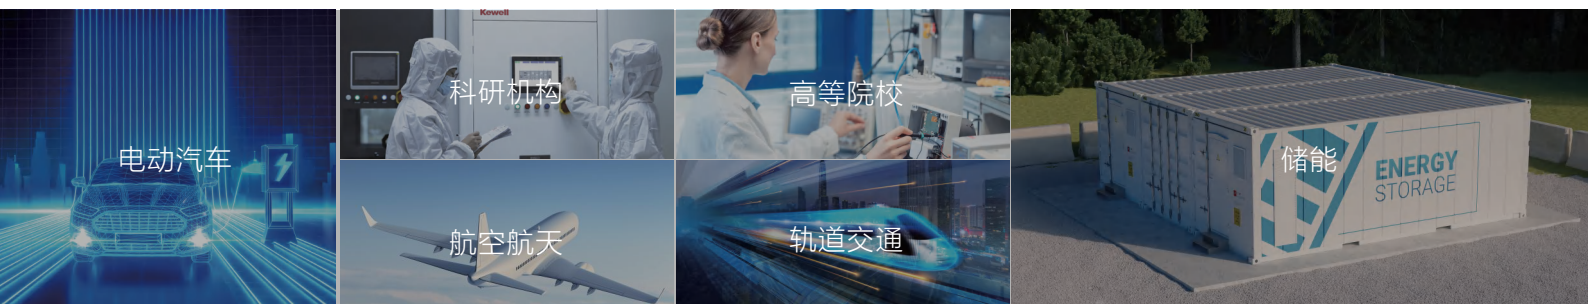 Kewell
科研机构
高等院校
电动汽车
储能
ENERGY
STORAGE
航空航天
轨道交通